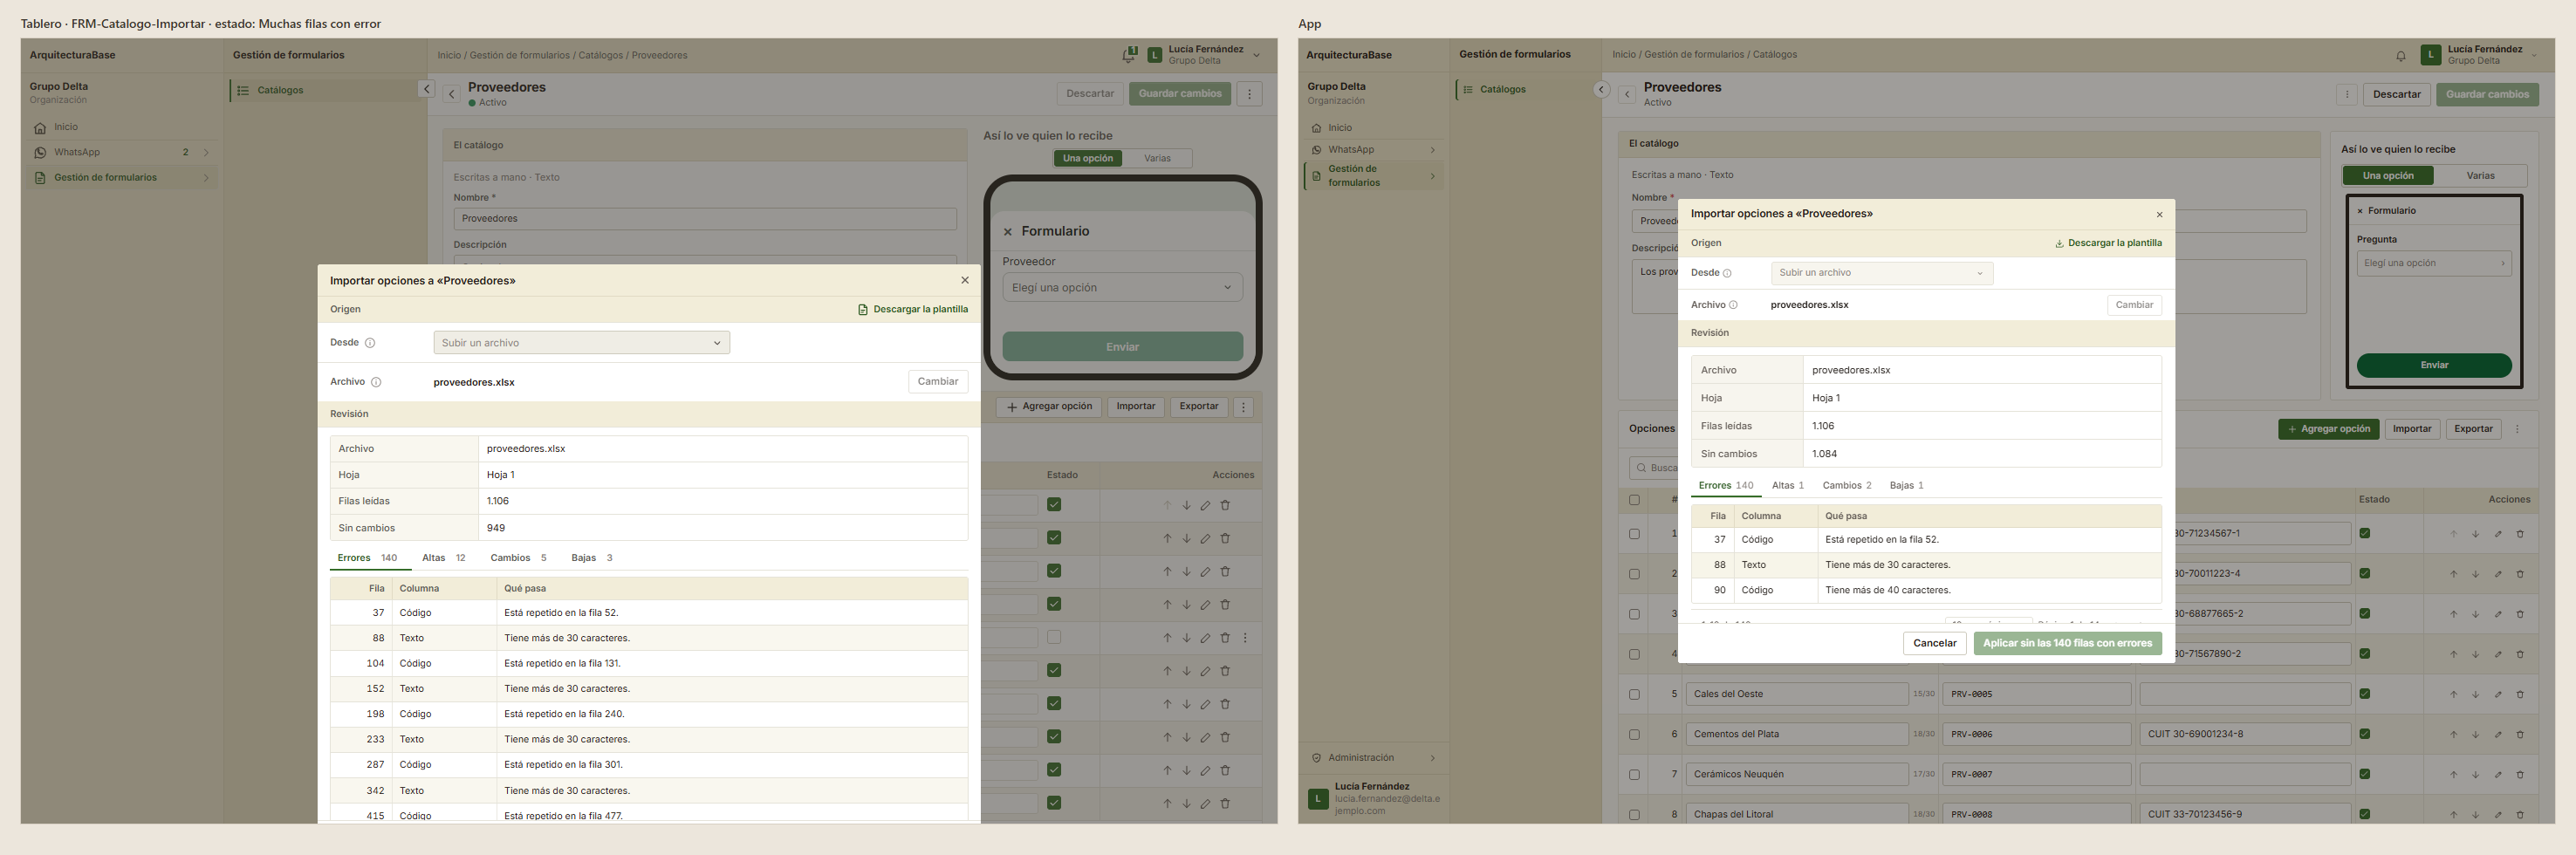 Tablero · FRM-Catalogo-Importar · estado: Muchas filas con error
ArquitecturaBase
Gestión de formularios
Inicio / Gestión de formularios / Catálogos / Proveedores
1
L
Lucía Fernández
Grupo Delta
Grupo Delta
Organización
Catálogos
Proveedores
Activo
Descartar
Guardar cambios
Inicio
WhatsApp 2
Gestión de formularios
El catálogo
Escritas a mano · Texto
Nombre *
Proveedores
Descripción
Así lo ve quien lo recibe
Una opción
Varias
× Formulario
Proveedor
Elegí una opción
Enviar
Importar opciones a «Proveedores»
Origen
Descargar la plantilla
Desde
Subir un archivo
Archivo
proveedores.xlsx
Cambiar
Revisión
Archivo proveedores.xlsx
Hoja Hoja 1
Filas leídas 1.106
Sin cambios 949
Errores 140 Altas 12 Cambios 5 Bajas 3
Fila Columna Qué pasa
37 Código Está repetido en la fila 52.
88 Texto Tiene más de 30 caracteres.
104 Código Está repetido en la fila 131.
152 Texto Tiene más de 30 caracteres.
198 Código Está repetido en la fila 240.
233 Texto Tiene más de 30 caracteres.
287 Código Está repetido en la fila 301.
342 Texto Tiene más de 30 caracteres.
415 Código Está repetido en la fila 477.
Agregar opción
Importar
Exportar
Estado
Acciones
App
ArquitecturaBase
Gestión de formularios
Inicio / Gestión de formularios / Catálogos
L
Lucía Fernández
Grupo Delta
Grupo Delta
Organización
Catálogos
Proveedores
Activo
Descartar
Guardar cambios
Inicio
WhatsApp
Gestión de
formularios
El catálogo
Escritas a mano · Texto
Nombre *
Proveed
Descripció
Los prov
Así lo ve quien lo recibe
Una opción
Varias
× Formulario
Pregunta
Elegí una opción
Enviar
Importar opciones a «Proveedores»
Origen
Descargar la plantilla
Desde
Subir un archivo
Archivo
proveedores.xlsx
Cambiar
Revisión
Archivo proveedores.xlsx
Hoja Hoja 1
Filas leídas 1.106
Sin cambios 1.084
Errores 140 Altas 1 Cambios 2 Bajas 1
Fila Columna Qué pasa
37 Código Está repetido en la fila 52.
88 Texto Tiene más de 30 caracteres.
90 Código Tiene más de 40 caracteres.
Cancelar
Aplicar sin las 140 filas con errores
Opciones
Agregar opción
Importar
Exportar
Busca
# Estado Acciones
1 30-71234567-1
2 30-70011223-4
3 30-68877665-2
4 30-71567890-2
5 Cales del Oeste 15/30 PRV-0005
6 Cementos del Plata 18/30 PRV-0006 CUIT 30-69001234-8
7 Cerámicos Neuquén 17/30 PRV-0007
8 Chapas del Litoral 18/30 PRV-0008 CUIT 33-70123456-9
Administración
L
Lucía Fernández
lucia.fernandez@delta.e
jemplo.com